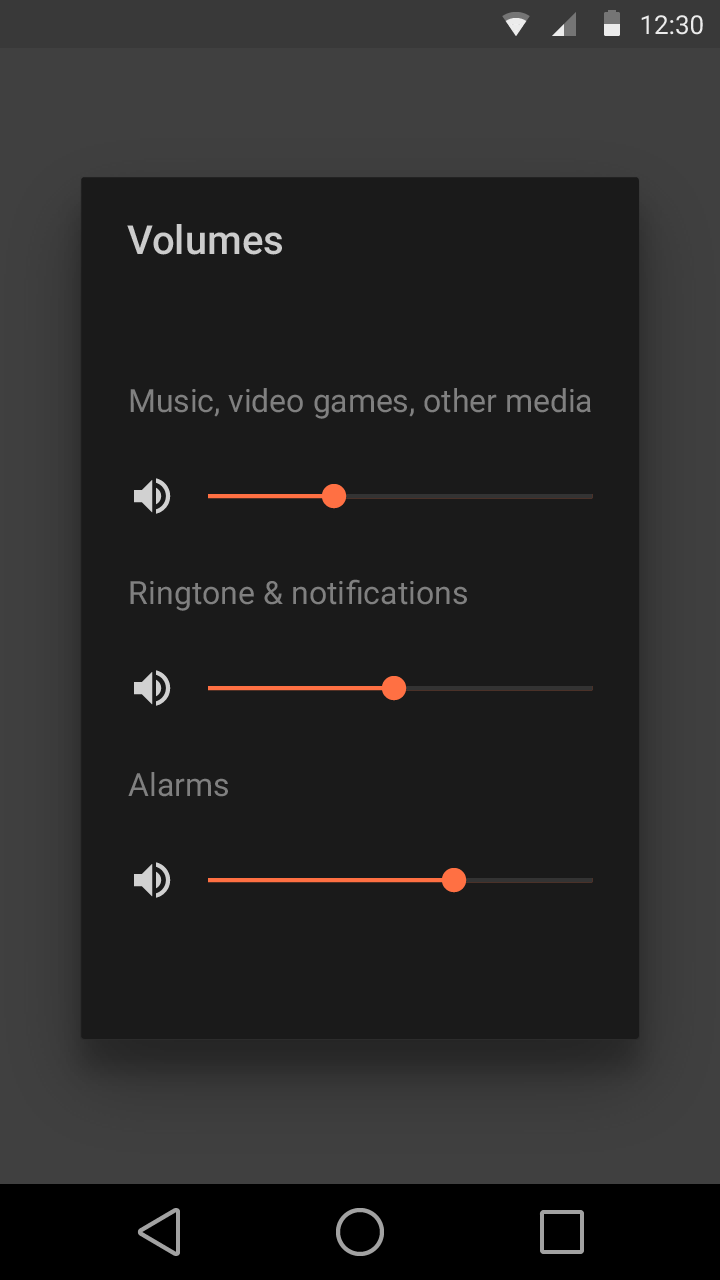 12:30
Volumes
Music, video games, other media
Ringtone & notifications
Alarms